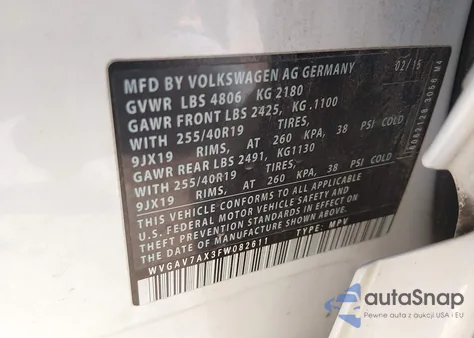 MFD BY VOLKSWAGEN AG GERMANY 02/15
GVWR LBS 4806 KG 2180
GAWR FRONT LBS 2425, KG.1100
WITH 255/40R19 TIRES,
9JX19 RIMS, AT 260 KPA, 38 PSI COLD
GAWR REAR LBS 2491, KG1130
WITH 255/40R19 TIRES,
9JX19 RIMS, AT 260 KPA, 38 PSI COLD
THIS VEHICLE CONFORMS TO ALL APPLICABLE
U.S. FEDERAL MOTOR VEHICLE SAFETY AND
THEFT PREVENTION STANDARDS IN EFFECT ON
THE DATE OF MANUFACTURE SHOWN ABOVE.
WVGAV7AX3FW082611 TYPE: MPV
autoSnap
Pewne auta z aukcji USA i EU